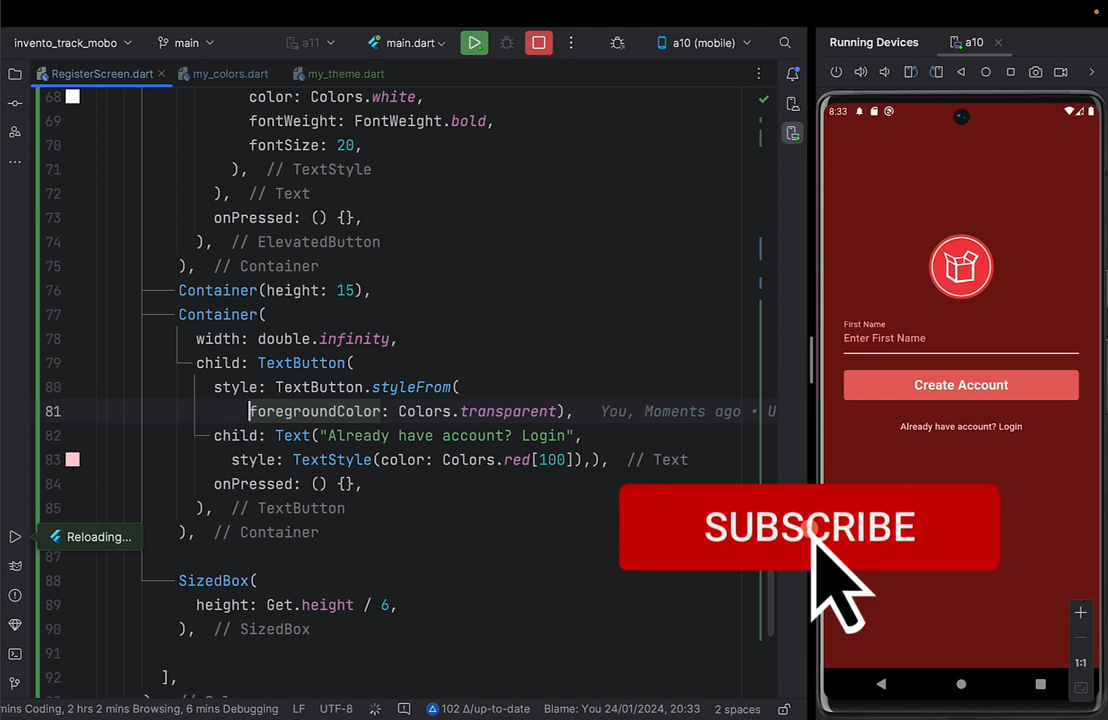 invento_track_mobo
main
a11
main.dart
a10 (mobile)
Running Devices
a10
RegisterScreen.dart
my_colors.dart
my_theme.dart
68 color: Colors.white,
69 fontWeight: FontWeight.bold,
70 fontSize: 20,
71 ), // TextStyle
72 ), // Text
73 onPressed: () {},
74 ), // ElevatedButton
75 ), // Container
76 Container(height: 15),
77 Container(
78 width: double.infinity,
79 child: TextButton(
80 style: TextButton.styleFrom(
81 foregroundColor: Colors.transparent), You, Moments ago • U
82 child: Text("Already have account? Login",
83 style: TextStyle(color: Colors.red[100]),), // Text
84 onPressed: () {},
85 ), // TextButton
86 ), // Container
87
88 SizedBox(
89 height: Get.height / 6,
90 ), // SizedBox
91
92 ],
Reloading...
8:33
First Name
Enter First Name
Create Account
Already have account? Login
SUBSCRIBE
1:1
mins Coding, 2 hrs 2 mins Browsing, 6 mins Debugging
LF
UTF-8
102 Δ/up-to-date
Blame: You 24/01/2024, 20:33
2 spaces